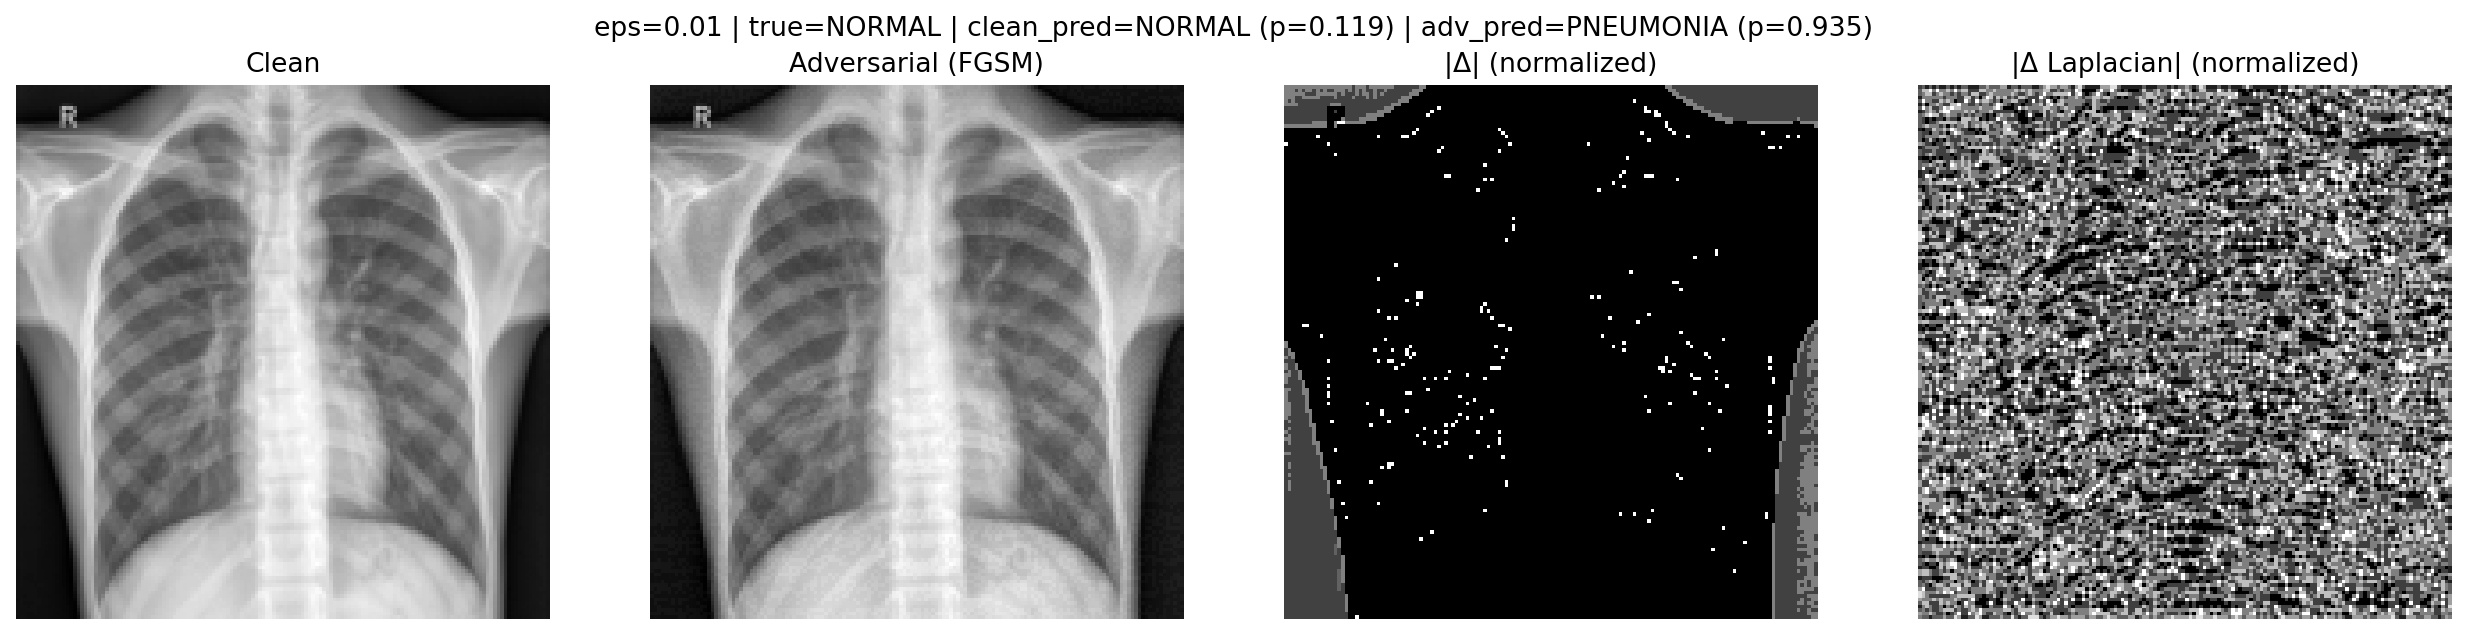 eps=0.01 | true=NORMAL | clean_pred=NORMAL (p=0.119) | adv_pred=PNEUMONIA (p=0.935)
Clean
Adversarial (FGSM)
|Δ| (normalized)
|Δ Laplacian| (normalized)
R
R